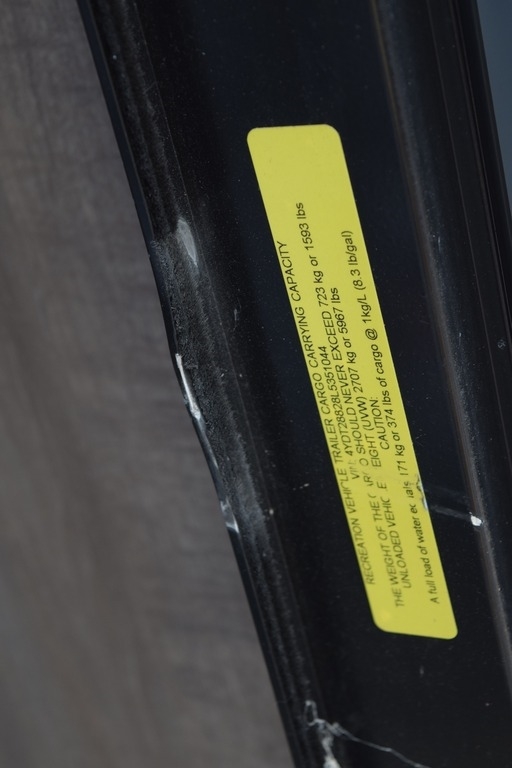 RECREATION VEHICLE TRAILER CARGO CARRYING CAPACITY
VIN: 4YDT28828L5351044
THE WEIGHT OF THE CARGO SHOULD NEVER EXCEED 723 kg or 1593 lbs
UNLOADED VEHICLE WEIGHT (UVW) 2707 kg or 5967 lbs
CAUTION:
A full load of water equals 171 kg or 374 lbs of cargo @ 1kg/L (8.3 lb/gal)